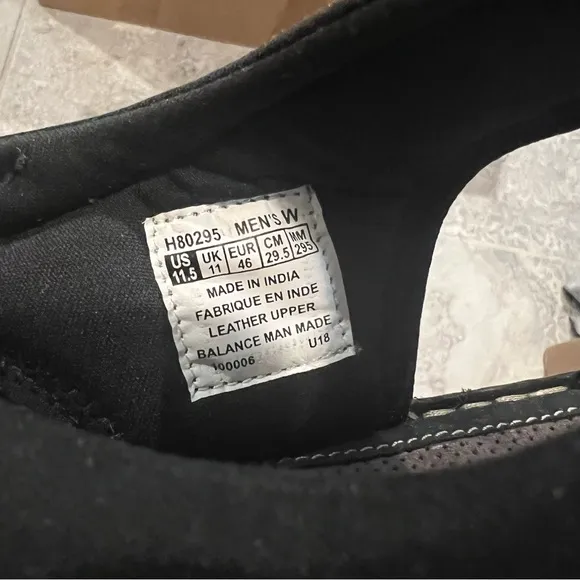 H80295 MEN'S W
US UK EUR CM MM
11.5 11 46 29.5 295
MADE IN INDIA
FABRIQUE EN INDE
LEATHER UPPER
BALANCE MAN MADE
U18